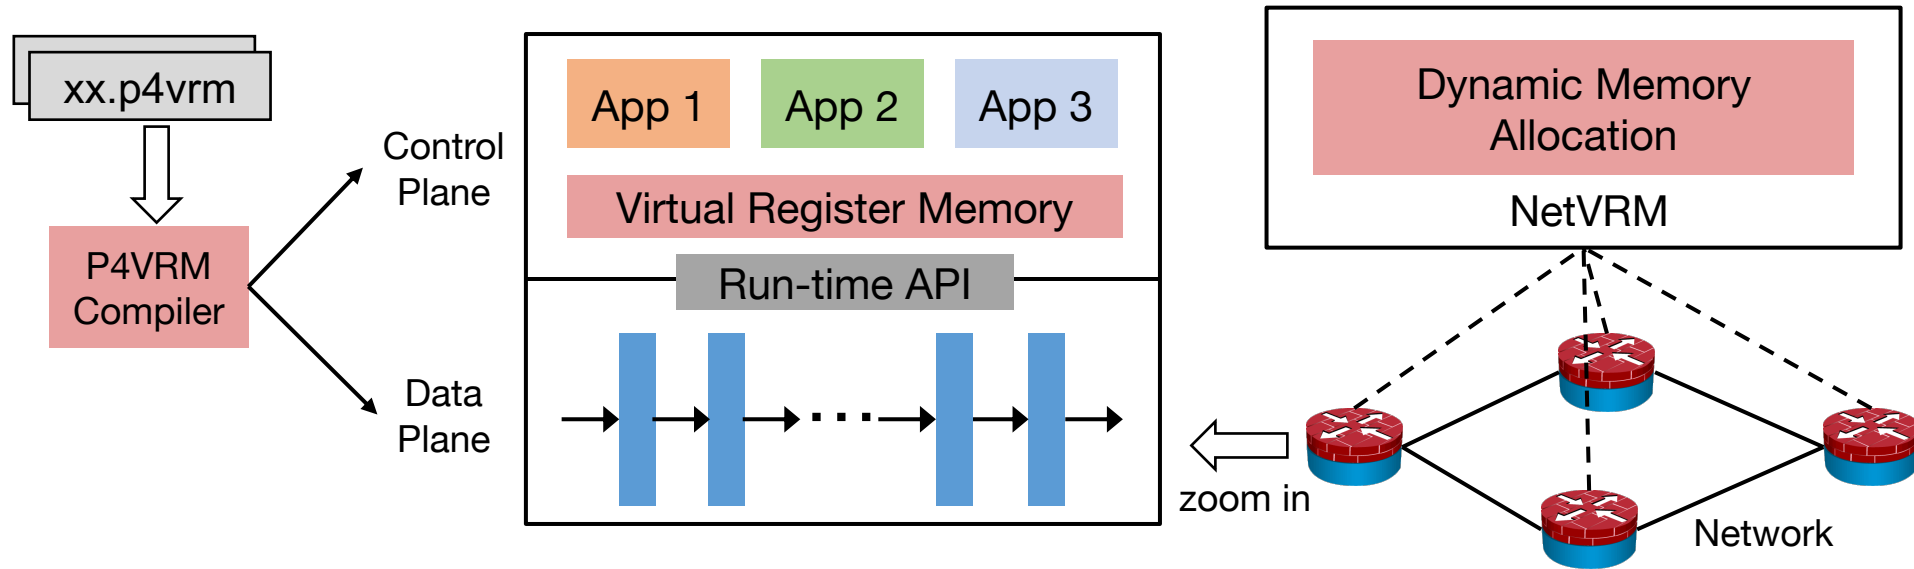 xx.p4vrm
P4VRM
Compiler
Control
Plane
Data
Plane
App 1
App 2
App 3
Virtual Register Memory
Run-time API
Dynamic Memory
Allocation
NetVRM
zoom in
Network